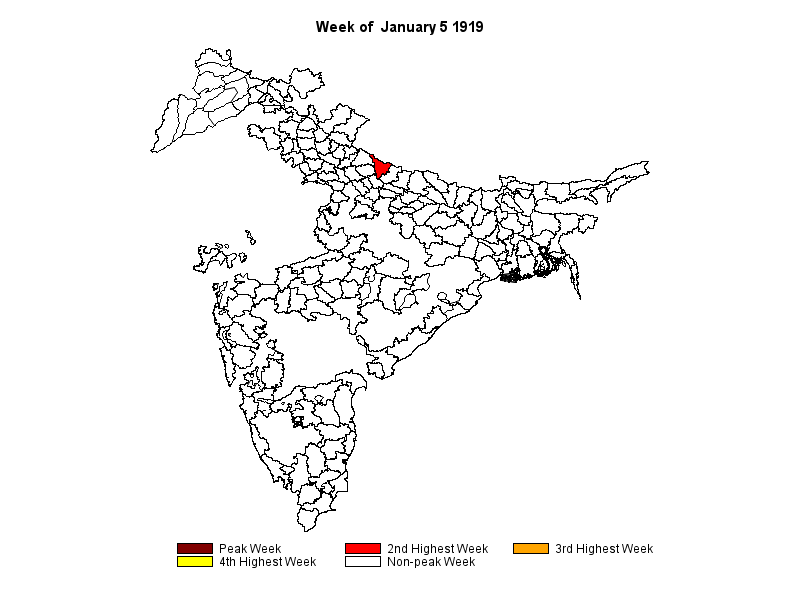 Week of  January 5 1919
Peak Week
2nd Highest Week
3rd Highest Week
4th Highest Week
Non-peak Week